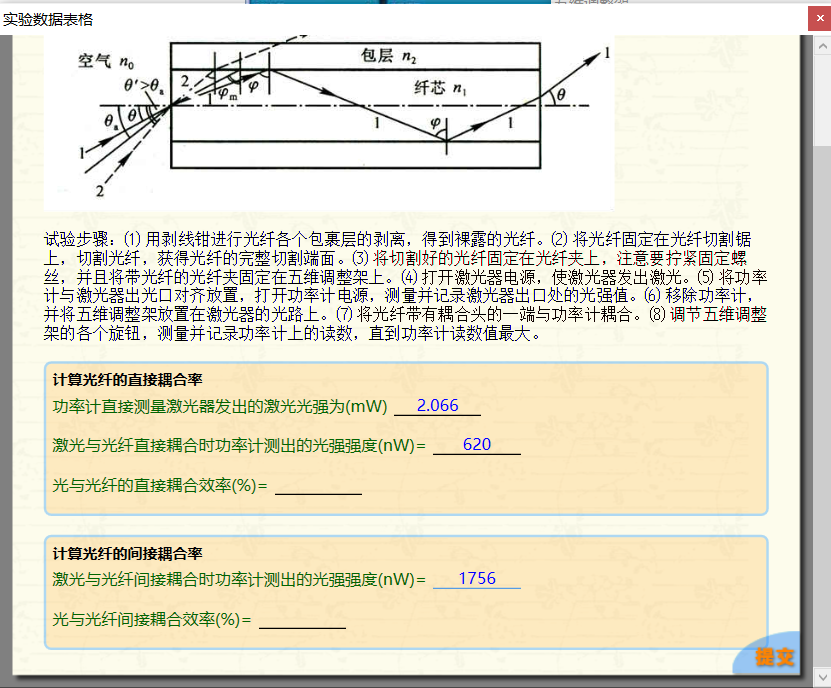 实验数据表格
空气 n0
包层 n2
纤芯 n1
θ'>θa
θa
θ
2
1
φm
φ
1
φ
1
θ
1
1
2
试验步骤：(1) 用剥线钳进行光纤各个包裹层的剥离，得到裸露的光纤。(2) 将光纤固定在光纤切割锯
上，切割光纤，获得光纤的完整切割端面。(3) 将切割好的光纤固定在光纤夹上，注意要拧紧固定螺
丝，并且将带光纤的光纤夹固定在五维调整架上。(4) 打开激光器电源，使激光器发出激光。(5) 将功率
计与激光器出光口对齐放置，打开功率计电源，测量并记录激光器出口处的光强值。(6) 移除功率计，
并将五维调整架放置在激光器的光路上。(7) 将光纤带有耦合头的一端与功率计耦合。(8) 调节五维调整
架的各个旋钮，测量并记录功率计上的读数，直到功率计读数值最大。
计算光纤的直接耦合率
功率计直接测量激光器发出的激光光强为(mW) 2.066
激光与光纤直接耦合时功率计测出的光强强度(nW)= 620
光与光纤的直接耦合效率(%)=
计算光纤的间接耦合率
激光与光纤间接耦合时功率计测出的光强强度(nW)= 1756
光与光纤间接耦合效率(%)=
提交